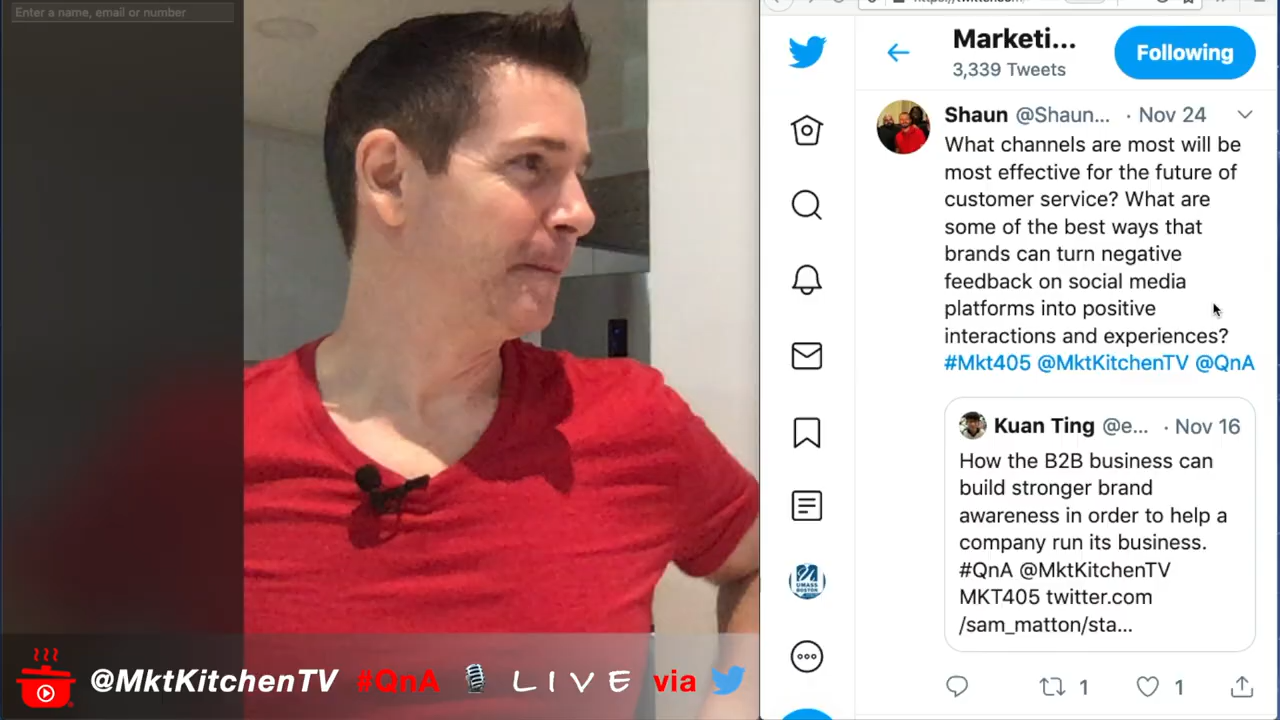 Enter a name, email or number
Marketi...
3,339 Tweets
Following
Shaun @Shaun... · Nov 24
What channels are most will be
most effective for the future of
customer service? What are
some of the best ways that
brands can turn negative
feedback on social media
platforms into positive
interactions and experiences?
#Mkt405 @MktKitchenTV @QnA
Kuan Ting @e... · Nov 16
How the B2B business can
build stronger brand
awareness in order to help a
company run its business.
#QnA @MktKitchenTV
MKT405 twitter.com
/sam_matton/sta...
1
1
UMASS
BOSTON
@MktKitchenTV #QnA LIVE via